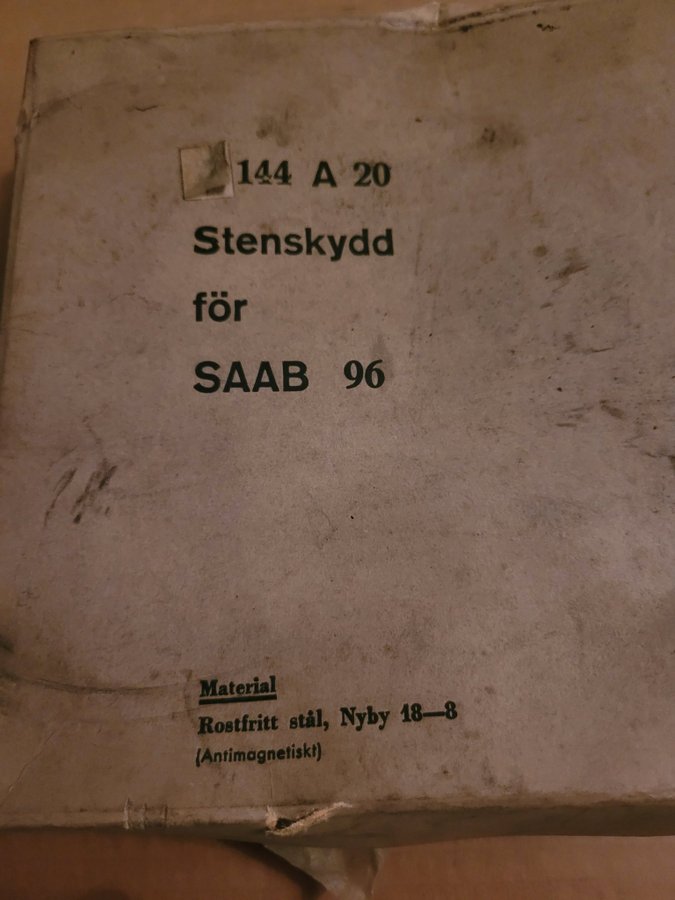 144 A 20
Stenskydd
för
SAAB 96
Material
Rostfritt stål, Nyby 18—8
(Antimagnetiskt)